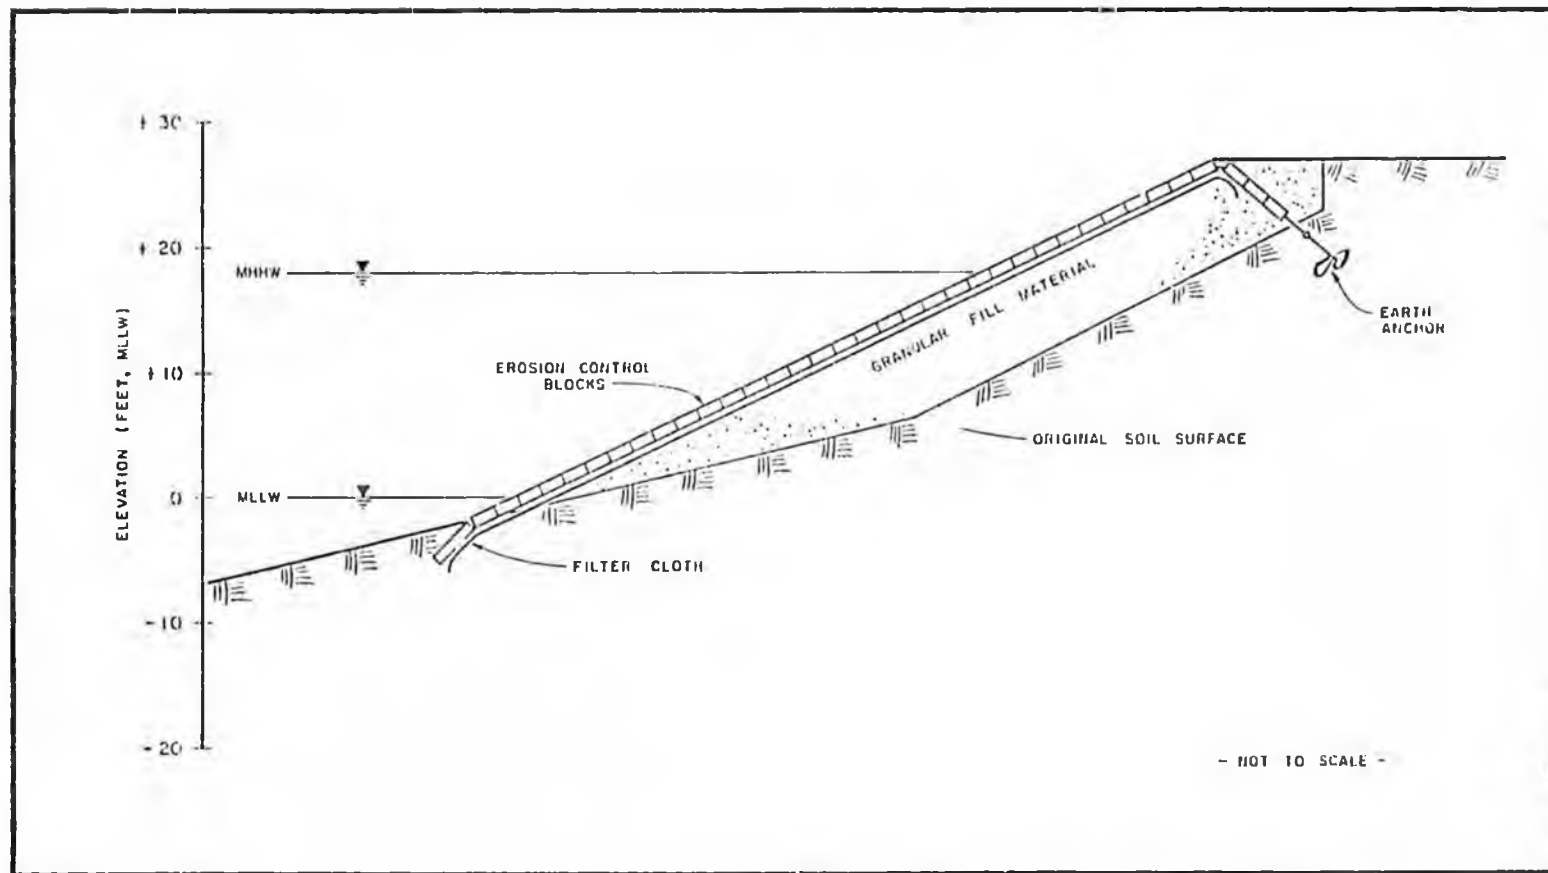 +30
+20
MHHW
EARTH
ANCHOR
GRANULAR FILL MATERIAL
ELEVATION (FEET, MLLW)
+10
EROSION CONTROL
BLOCKS
ORIGINAL SOIL SURFACE
MLLW
0
FILTER CLOTH
-10
-20
- NOT TO SCALE -